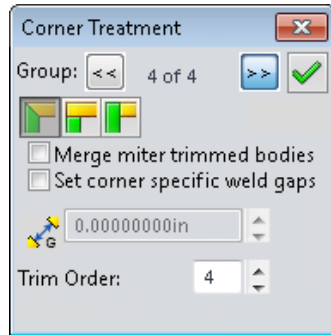 Corner Treatment
Group: << 4 of 4 >>
Merge miter trimmed bodies
Set corner specific weld gaps
G 0.00000000in
Trim Order: 4